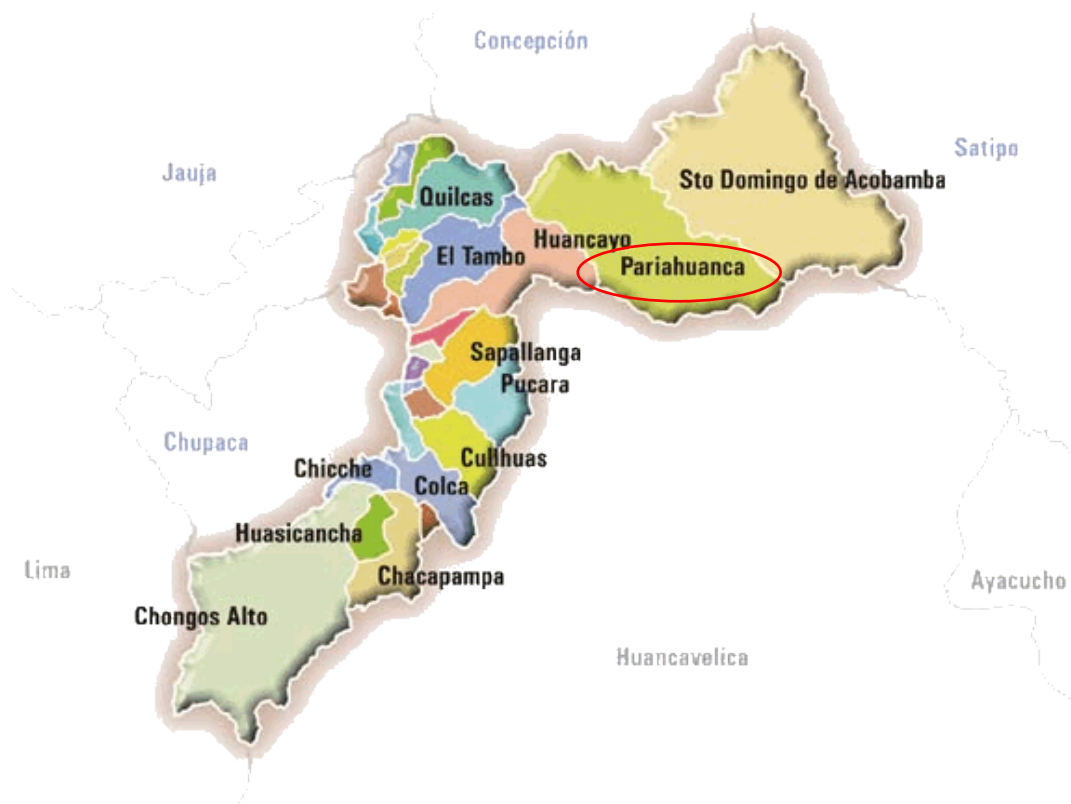 Concepción
Satipo
Jauja
Sto Domingo de Acobamba
Quilcas
Huancayo
El Tambo
Pariahuanca
Sapallanga
Pucara
Chupaca
Cullhuas
Chicche
Colca
Huasicancha
Lima
Chacapampa
Ayacucho
Chongos Alto
Huancavelica